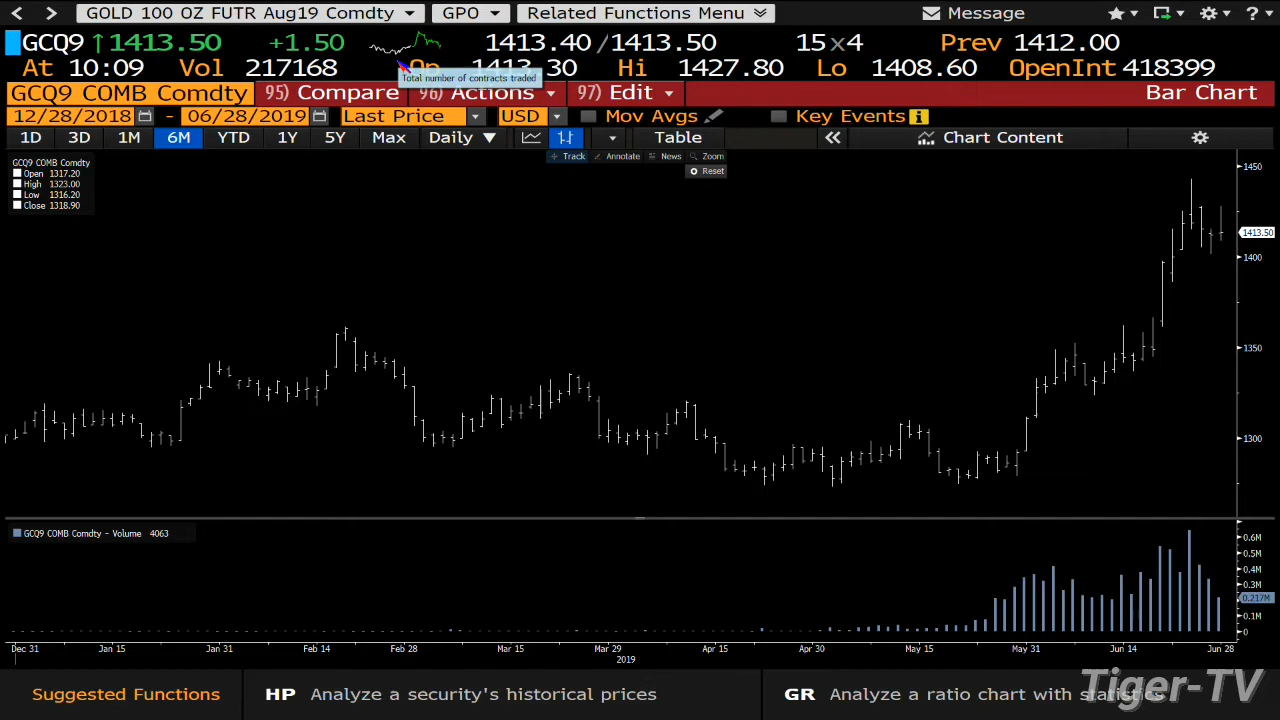 GOLD 100 OZ FUTR Aug19 Comdty GPO Related Functions Menu Message ?
GCQ9 ↑1413.50 +1.50 1413.40/1413.50 15x4 Prev 1412.00
At 10:09 Vol 217168 Op 1413.30 Hi 1427.80 Lo 1408.60 OpenInt 418399
Total number of contracts traded
GCQ9 COMB Comdty 95) Compare 96) Actions 97) Edit Bar Chart
12/28/2018 - 06/28/2019 Last Price USD Mov Avgs Key Events i
1D 3D 1M 6M YTD 1Y 5Y Max Daily ▼ Table « Chart Content
Track Annotate News Zoom
Reset
GCQ9 COMB Comdty
Open 1317.20
High 1323.00
Low 1316.20
Close 1318.90
1450
1413.50
1400
1350
1300
GCQ9 COMB Comdty - Volume 4063
0.6M
0.5M
0.4M
0.3M
0.217M
0.1M
0
Dec 31 Jan 15 Jan 31 Feb 14 Feb 28 Mar 15 Mar 29 Apr 15 Apr 30 May 15 May 31 Jun 14 Jun 28
2019
Suggested Functions HP Analyze a security's historical prices GR Analyze a ratio chart with statistics
Tiger-TV